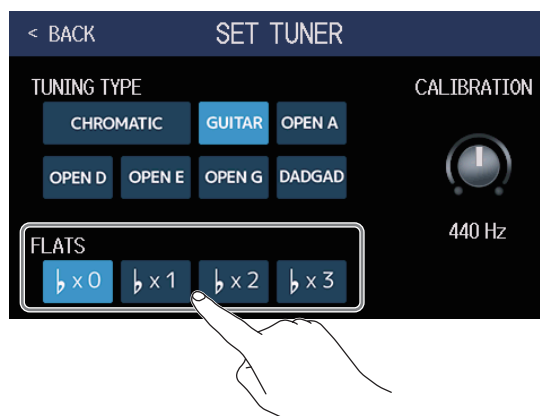 < BACK SET TUNER
TUNING TYPE CALIBRATION
CHROMATIC GUITAR OPEN A
OPEN D OPEN E OPEN G DADGAD
440 Hz
FLATS
♭ x 0 ♭ x 1 ♭ x 2 ♭ x 3